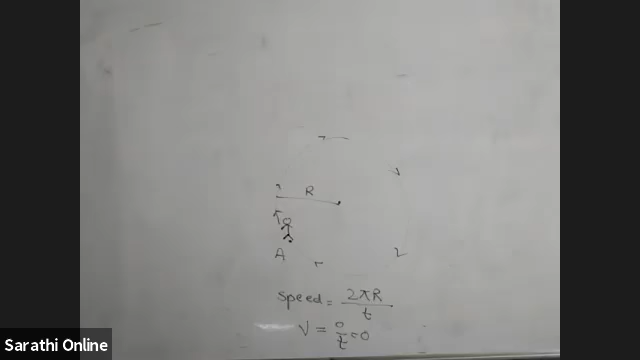 R
A
speed = 2πR/t
V = 0/t = 0
Sarathi Online